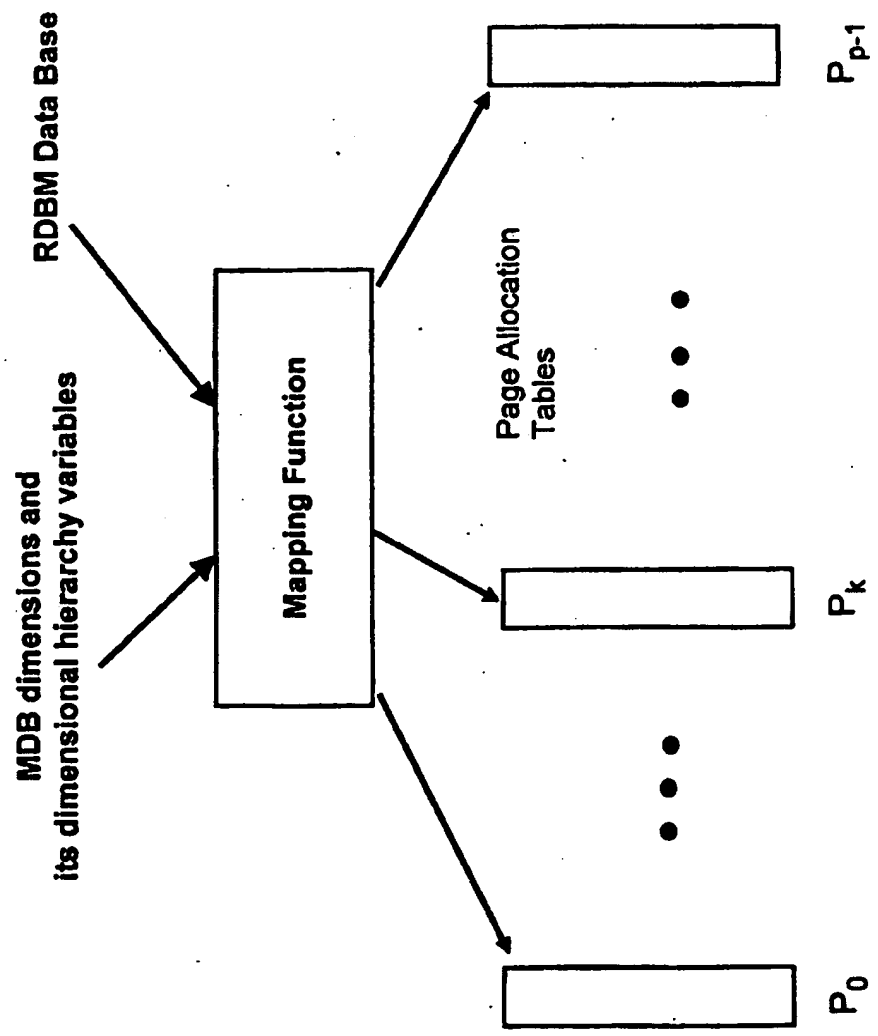 MDB dimensions and
its dimensional hierarchy variables
RDBM Data Base
Mapping Function
Page Allocation
Tables
P0
Pk
Pp-1